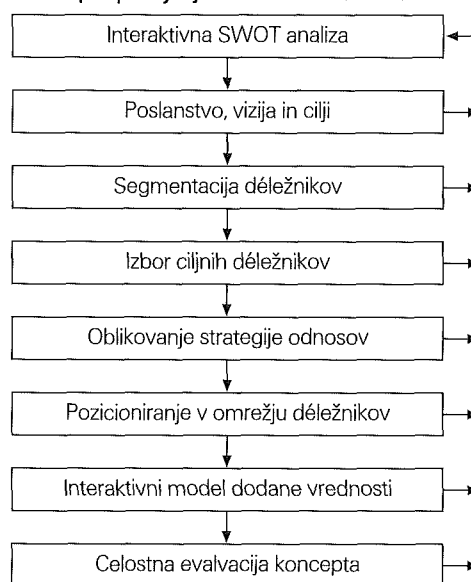 Interaktivna SWOT analiza
Poslanstvo, vizija in cilji
Segmentacija déležnikov
Izbor ciljnih déležnikov
Oblikovanje strategije odnosov
Pozicioniranje v omrežju déležnikov
Interaktivni model dodane vrednosti
Celostna evalvacija koncepta